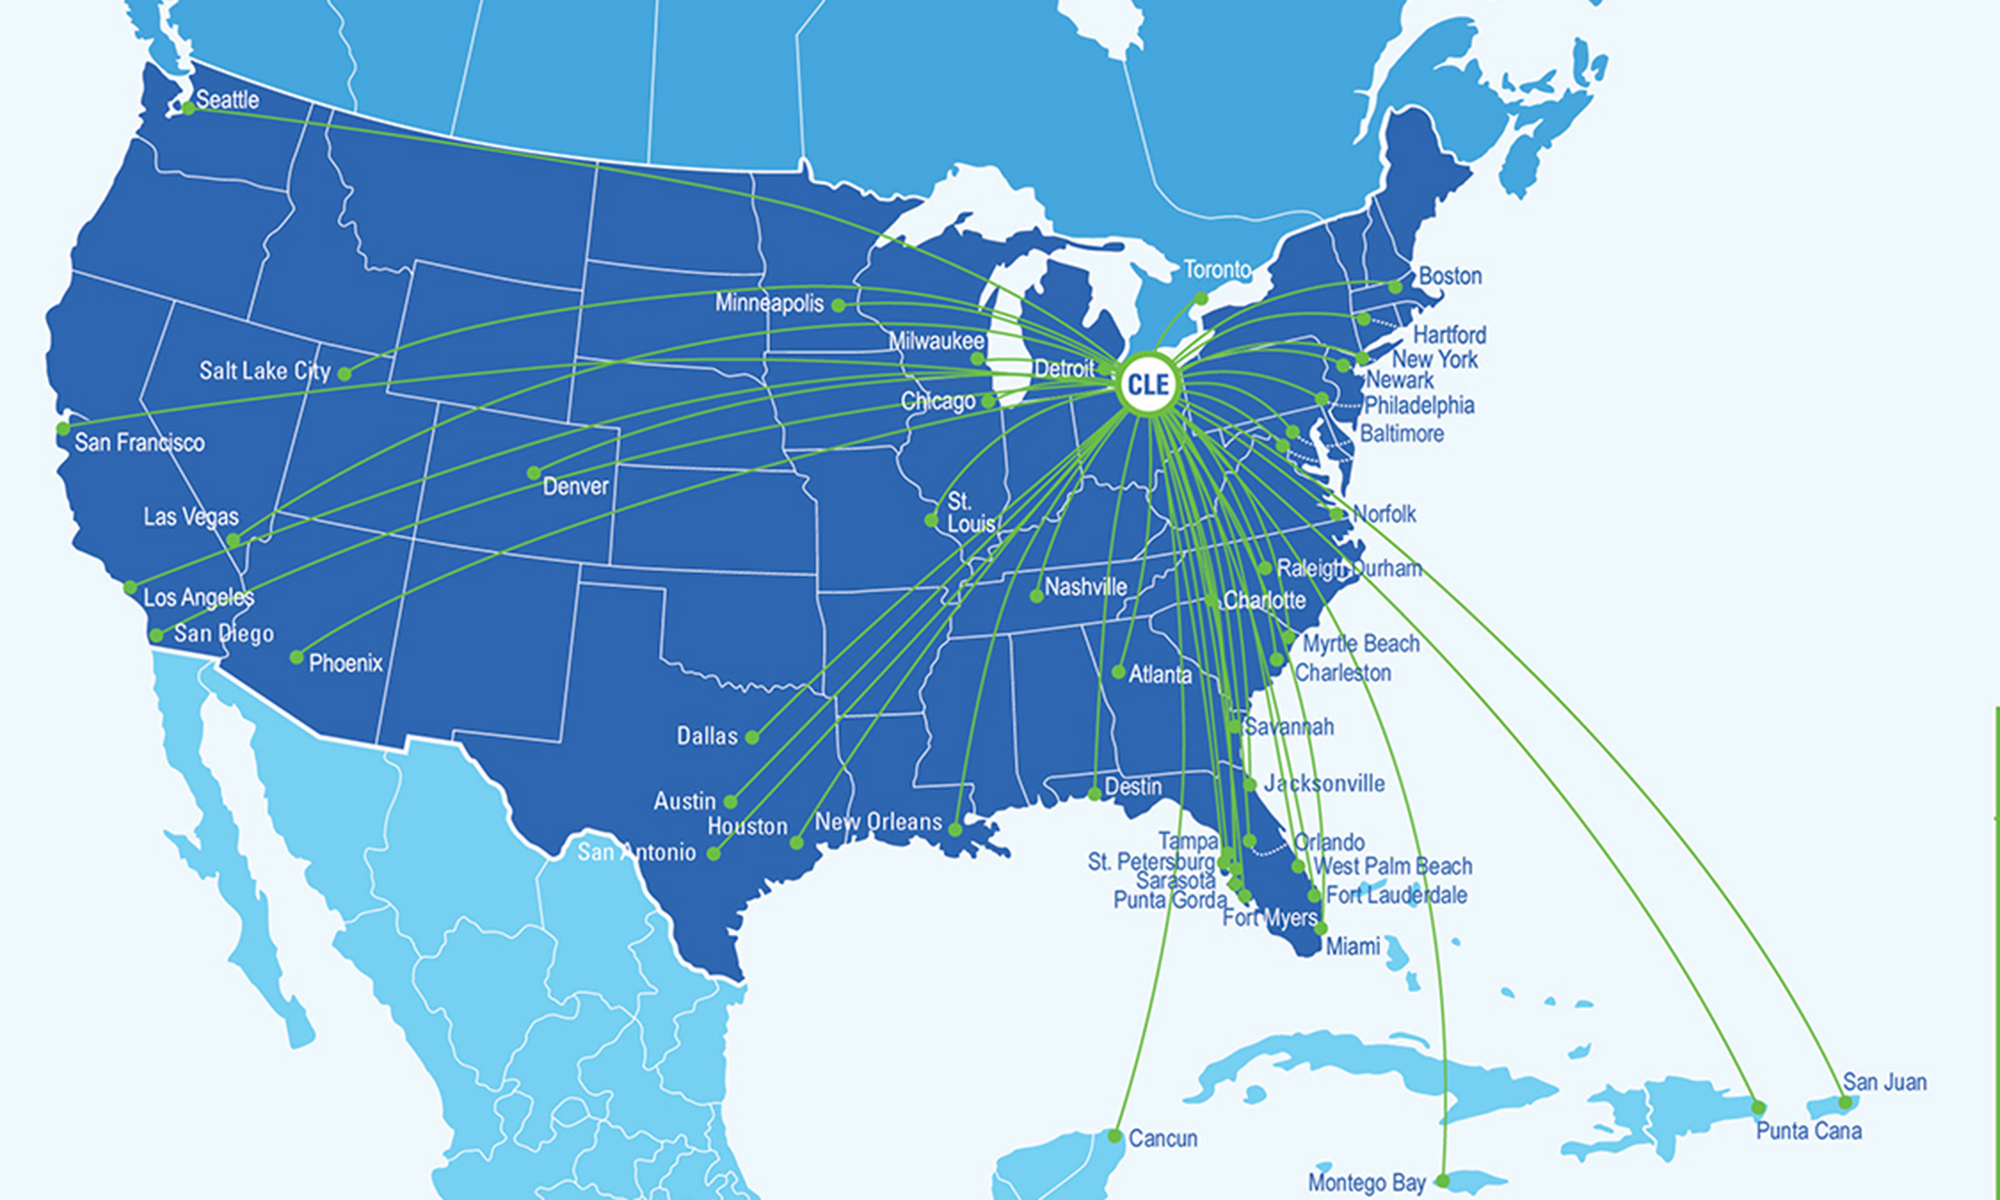 Seattle
Toronto
Boston
Minneapolis
Hartford
Milwaukee
New York
Detroit
Salt Lake City
CLE
Newark
Chicago
Philadelphia
Baltimore
San Francisco
Denver
St.
Louis
Las Vegas
Norfolk
Raleigh Durham
Nashville
Los Angeles
Charlotte
San Diego
Myrtle Beach
Phoenix
Atlanta
Charleston
Savannah
Dallas
Jacksonville
Destin
Austin
New Orleans
Houston
Tampa
Orlando
San Antonio
St. Petersburg
West Palm Beach
Sarasota
Punta Gorda
Fort Lauderdale
Fort Myers
Miami
San Juan
Punta Cana
Cancun
Montego Bay